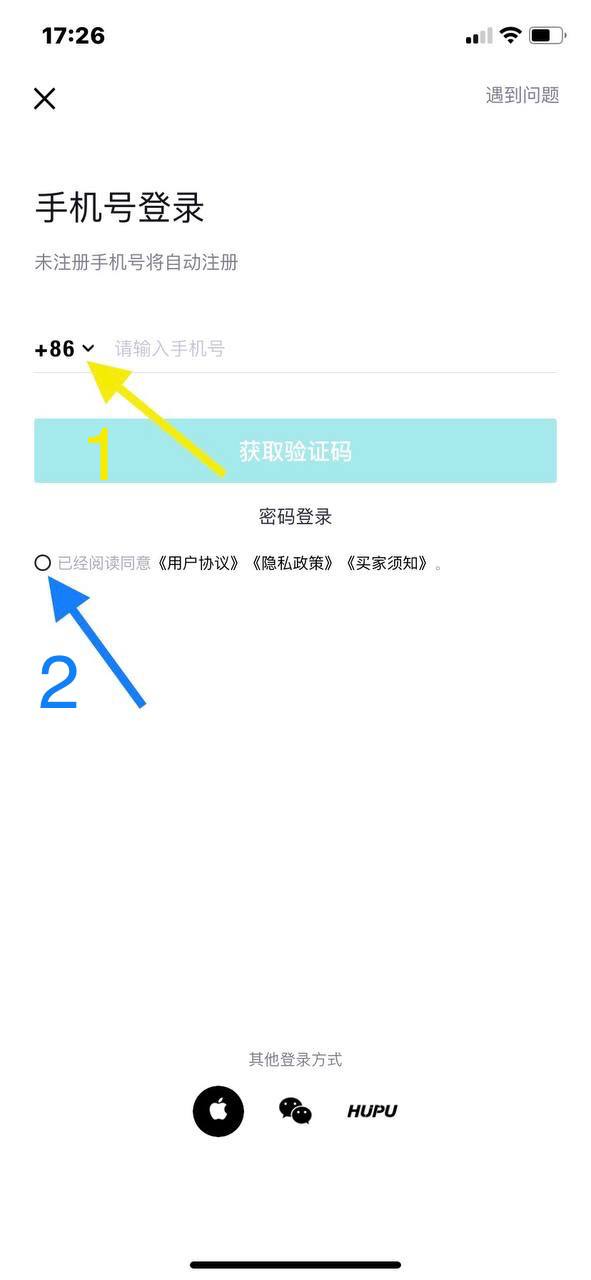 17:26
遇到问题
手机号登录
未注册手机号将自动注册
+86 请输入手机号
1
获取验证码
密码登录
已经阅读同意《用户协议》《隐私政策》《买家须知》。
2
其他登录方式
HUPU